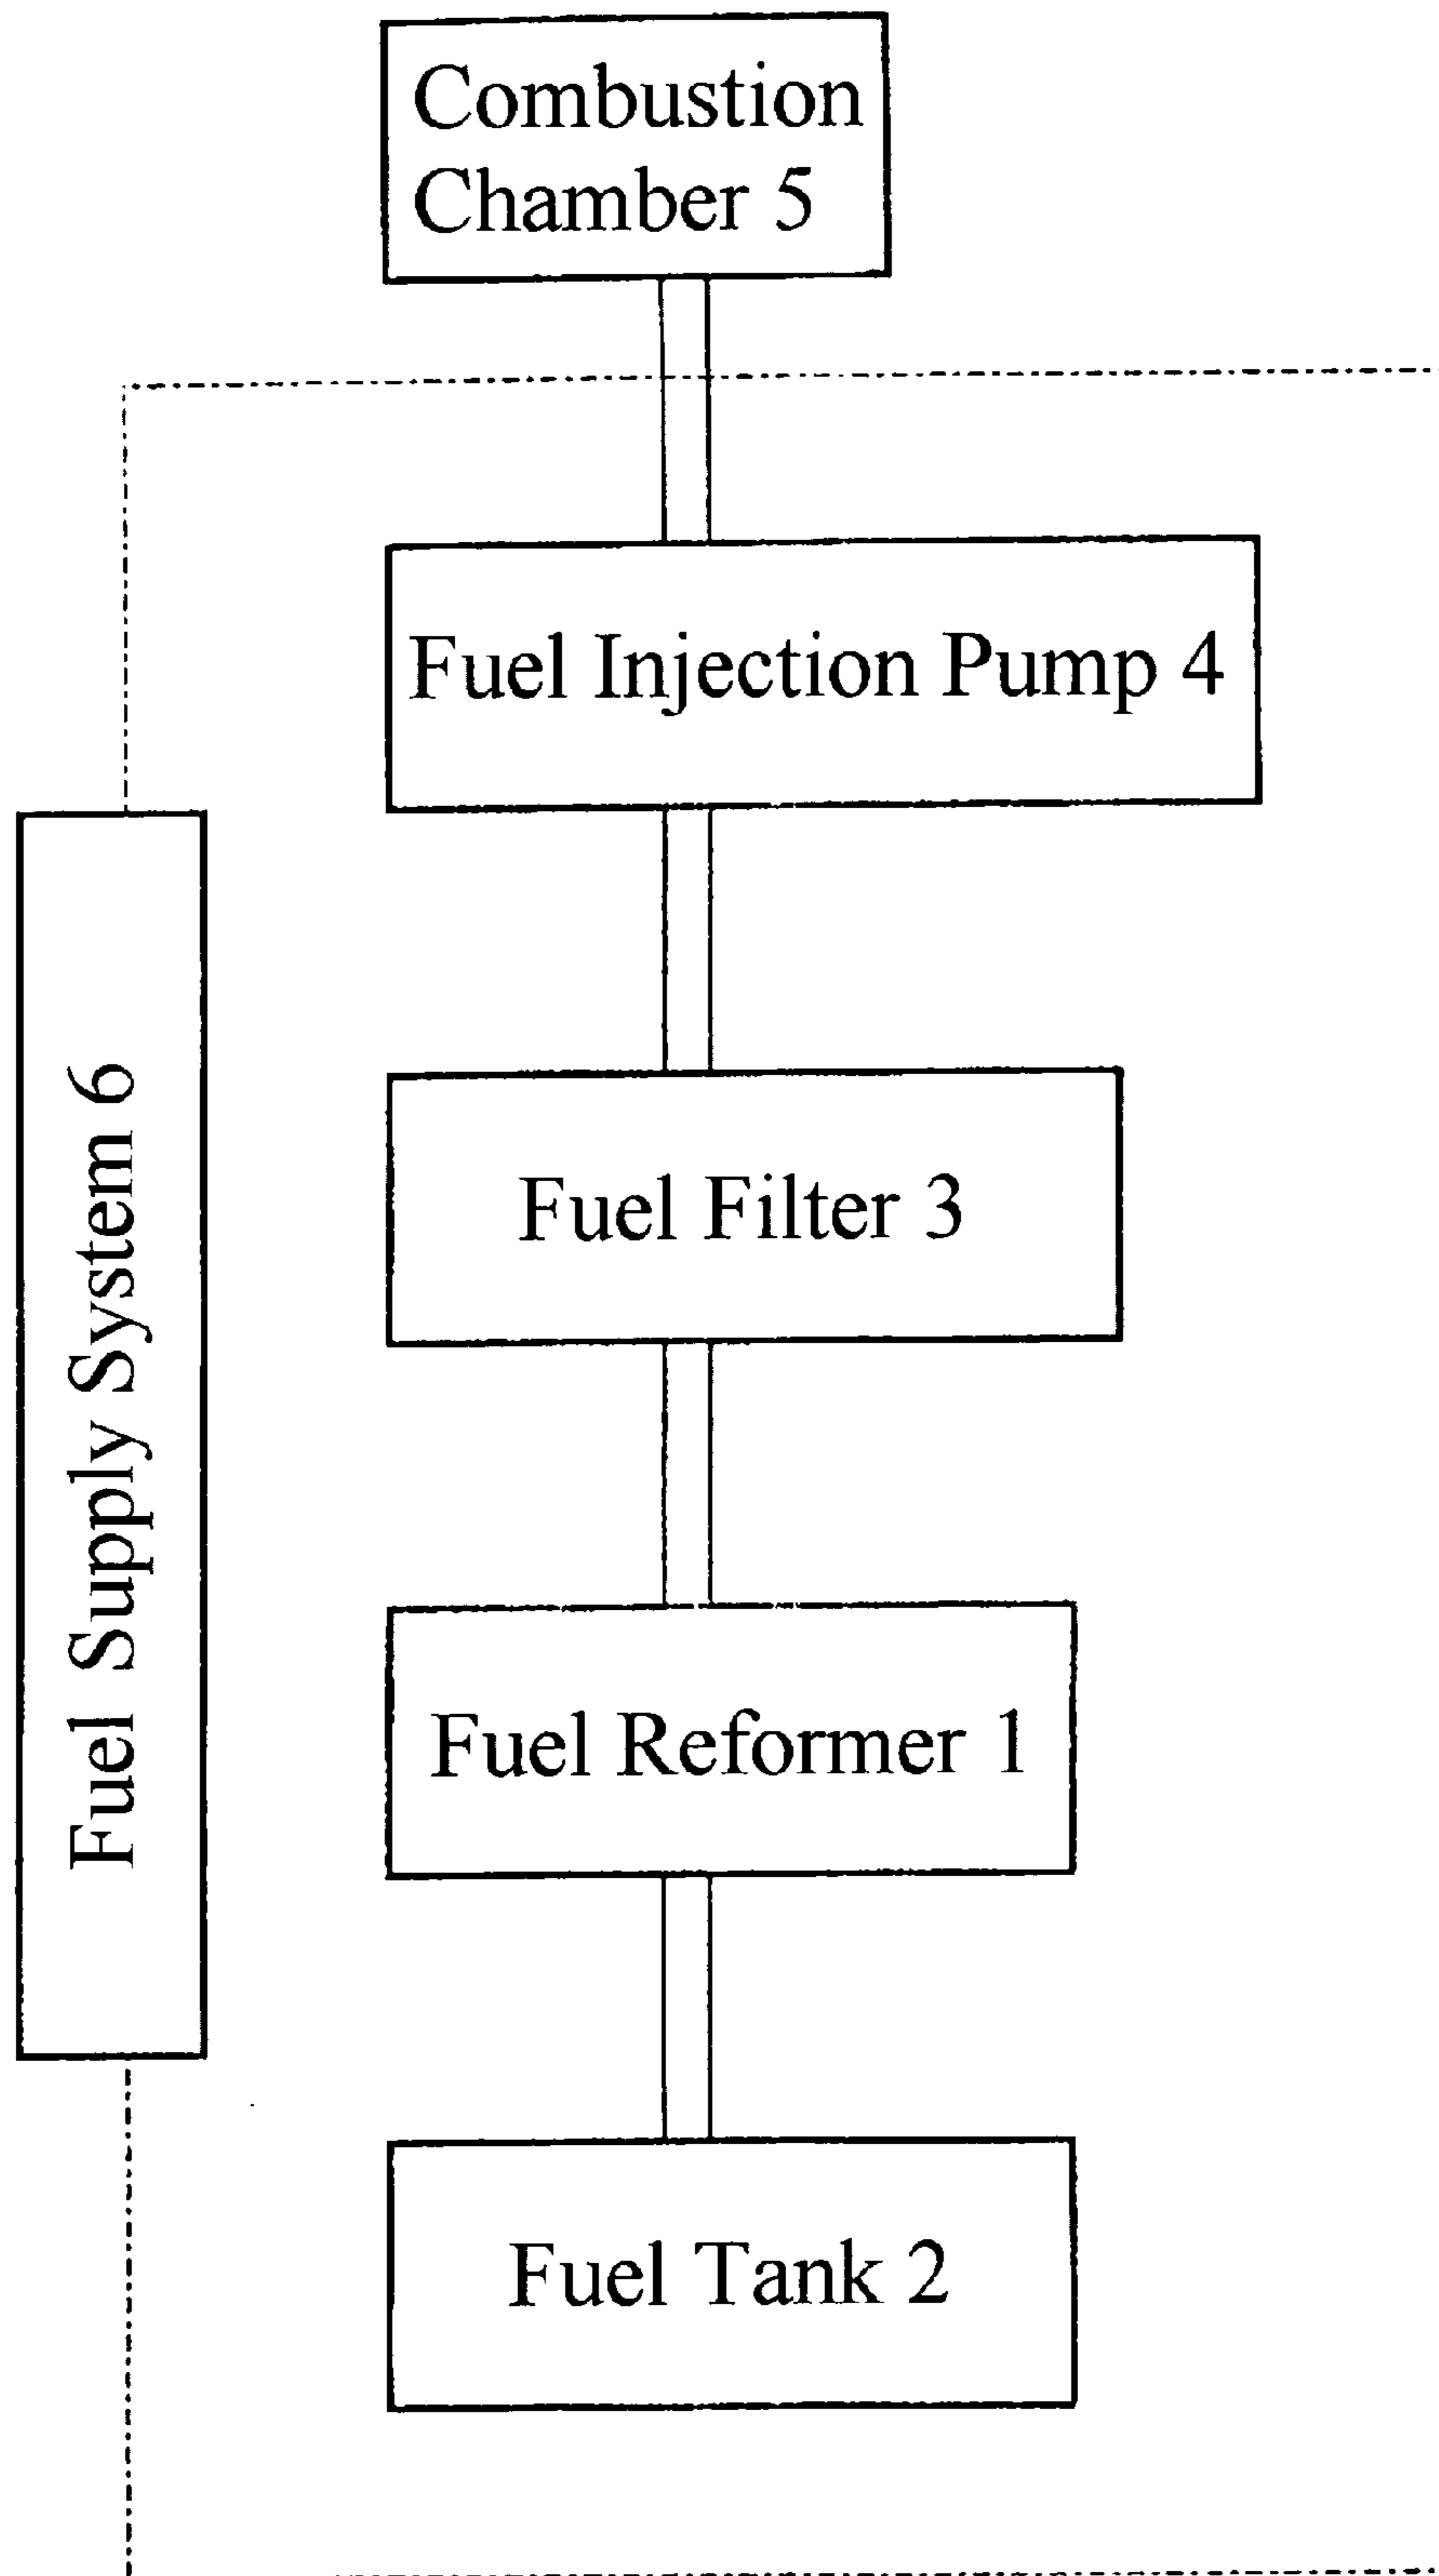 Combustion
Chamber 5
Fuel Injection Pump 4
Fuel Supply System 6
Fuel Filter 3
Fuel Reformer 1
Fuel Tank 2